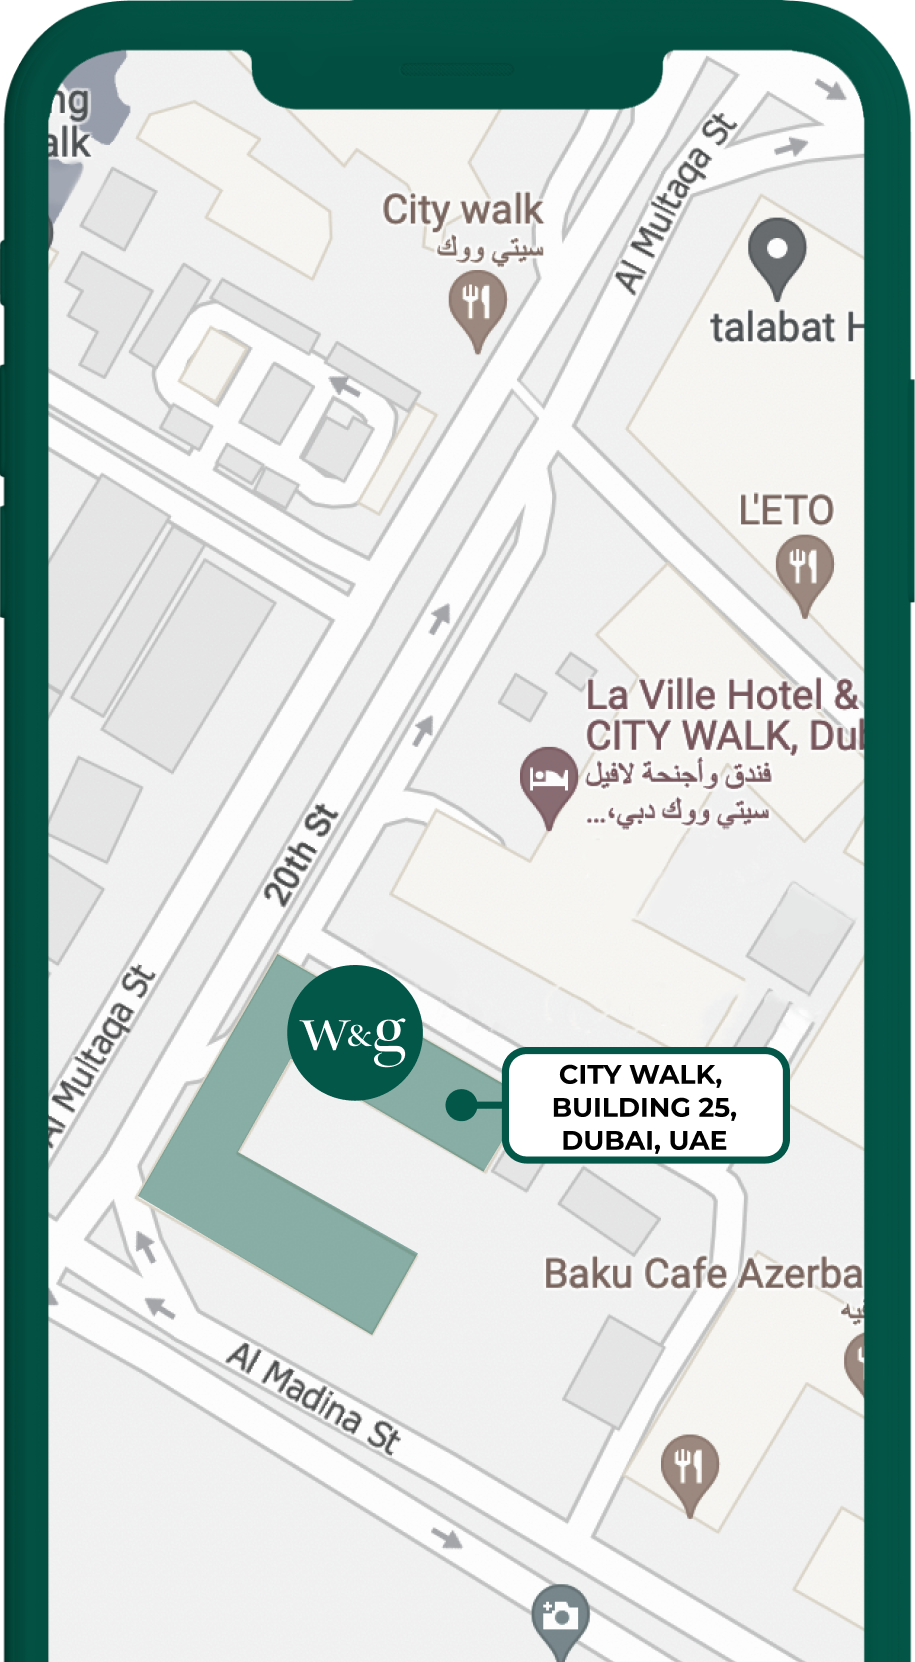 ng
alk
Al Multaqa St
City walk
سيتي ووك
talabat H
L'ETO
La Ville Hotel &
CITY WALK, Dub
فندق وأجنحة لافيل
سيتي ووك دبي،...
20th St
Al Multaqa St
w&g
CITY WALK,
BUILDING 25,
DUBAI, UAE
Baku Cafe Azerba
فيه
Al Madina St